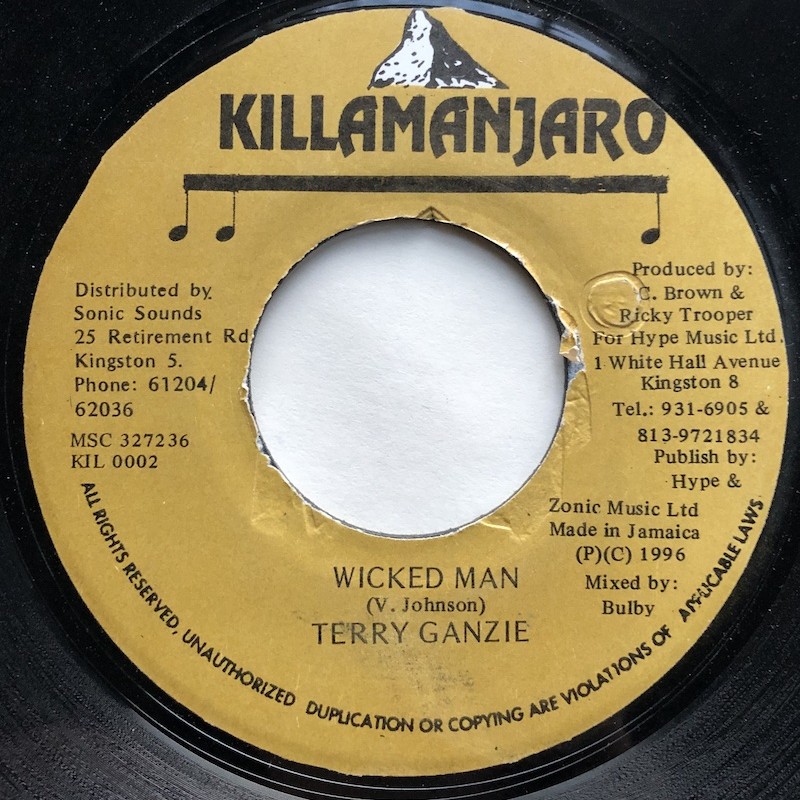 KILLAMANJARO
Distributed by
Sonic Sounds
25 Retirement Rd
Kingston 5.
Phone: 61204/
62036
MSC 327236
KIL 0002
Produced by:
C. Brown &
Ricky Trooper
For Hype Music Ltd.
1 White Hall Avenue
Kingston 8
Tel.: 931-6905 &
813-9721834
Publish by:
Hype &
Zonic Music Ltd
Made in Jamaica
(P)(C) 1996
Mixed by:
Bulby
WICKED MAN
(V. Johnson)
TERRY GANZIE
ALL RIGHTS RESERVED, UNAUTHORIZED DUPLICATION OR COPYING ARE VIOLATIONS OF APPLICABLE LAWS